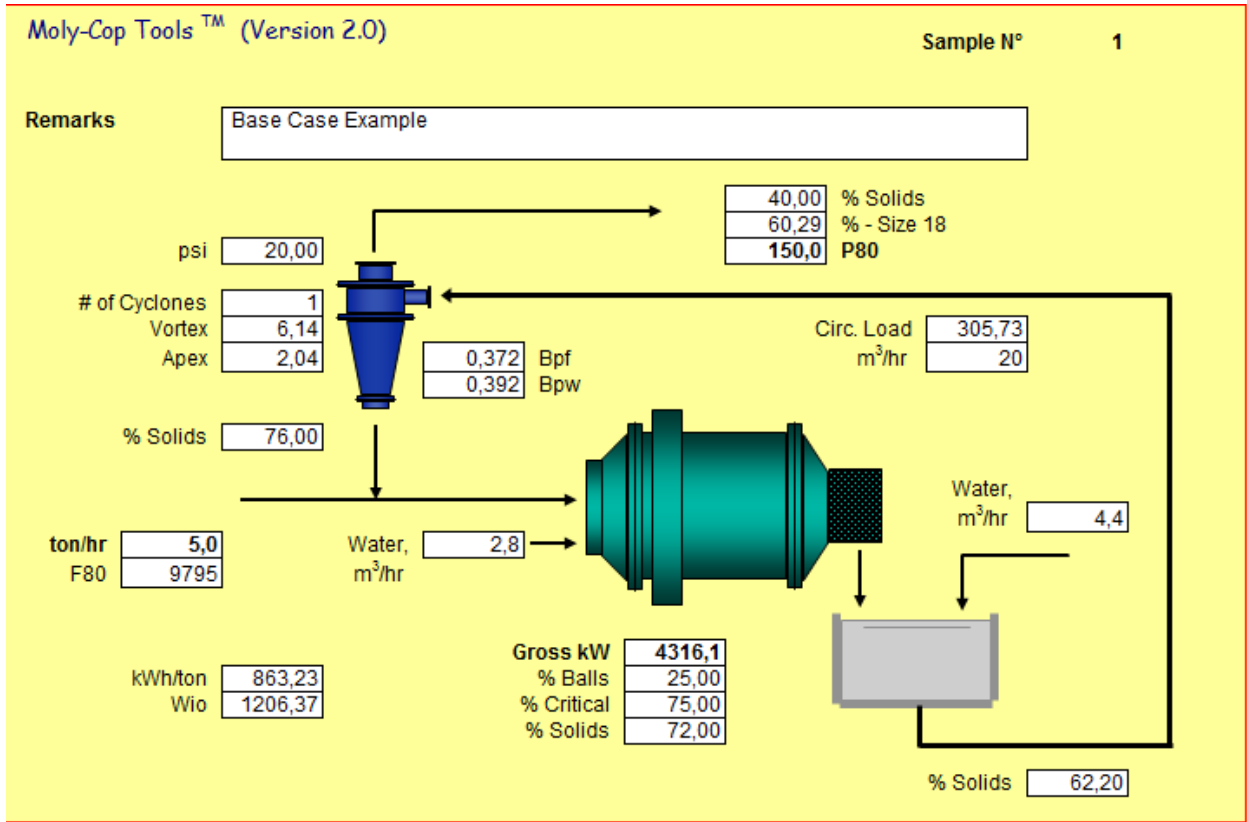 Moly-Cop Tools TM (Version 2.0)
Sample N° 1
Remarks Base Case Example
40,00 % Solids
60,29 % - Size 18
150,0 P80
psi 20,00
# of Cyclones 1
Vortex 6,14
Apex 2,04
0,372 Bpf
0,392 Bpw
Circ. Load 305,73
m3/hr 20
% Solids 76,00
ton/hr 5,0
F80 9795
Water, 2,8
m3/hr
Water,
m3/hr 4,4
kWh/ton 863,23
Wio 1206,37
Gross kW 4316,1
% Balls 25,00
% Critical 75,00
% Solids 72,00
% Solids 62,20